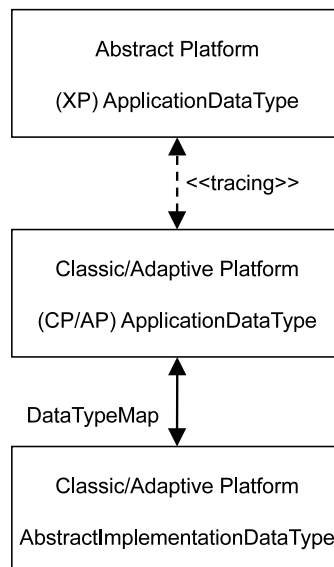 Abstract Platform
(XP) ApplicationDataType
<<tracing>>
Classic/Adaptive Platform
(CP/AP) ApplicationDataType
DataTypeMap
Classic/Adaptive Platform
AbstractImplementationDataType